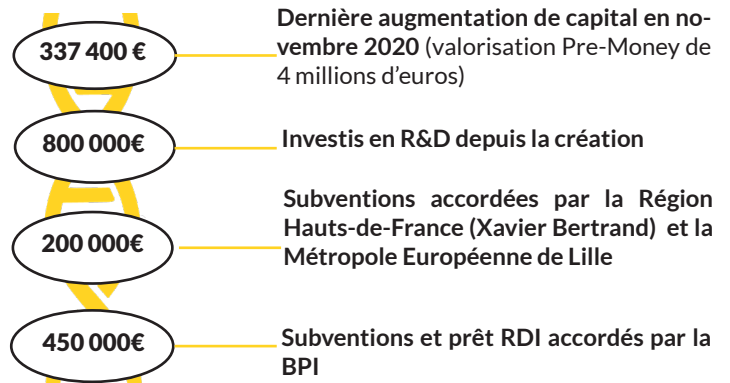 337 400 €
Dernière augmentation de capital en no-
vembre 2020 (valorisation Pre-Money de
4 millions d’euros)
800 000€
Investis en R&D depuis la création
200 000€
Subventions accordées par la Région
Hauts-de-France (Xavier Bertrand) et la
Métropole Européenne de Lille
450 000€
Subventions et prêt RDI accordés par la
BPI